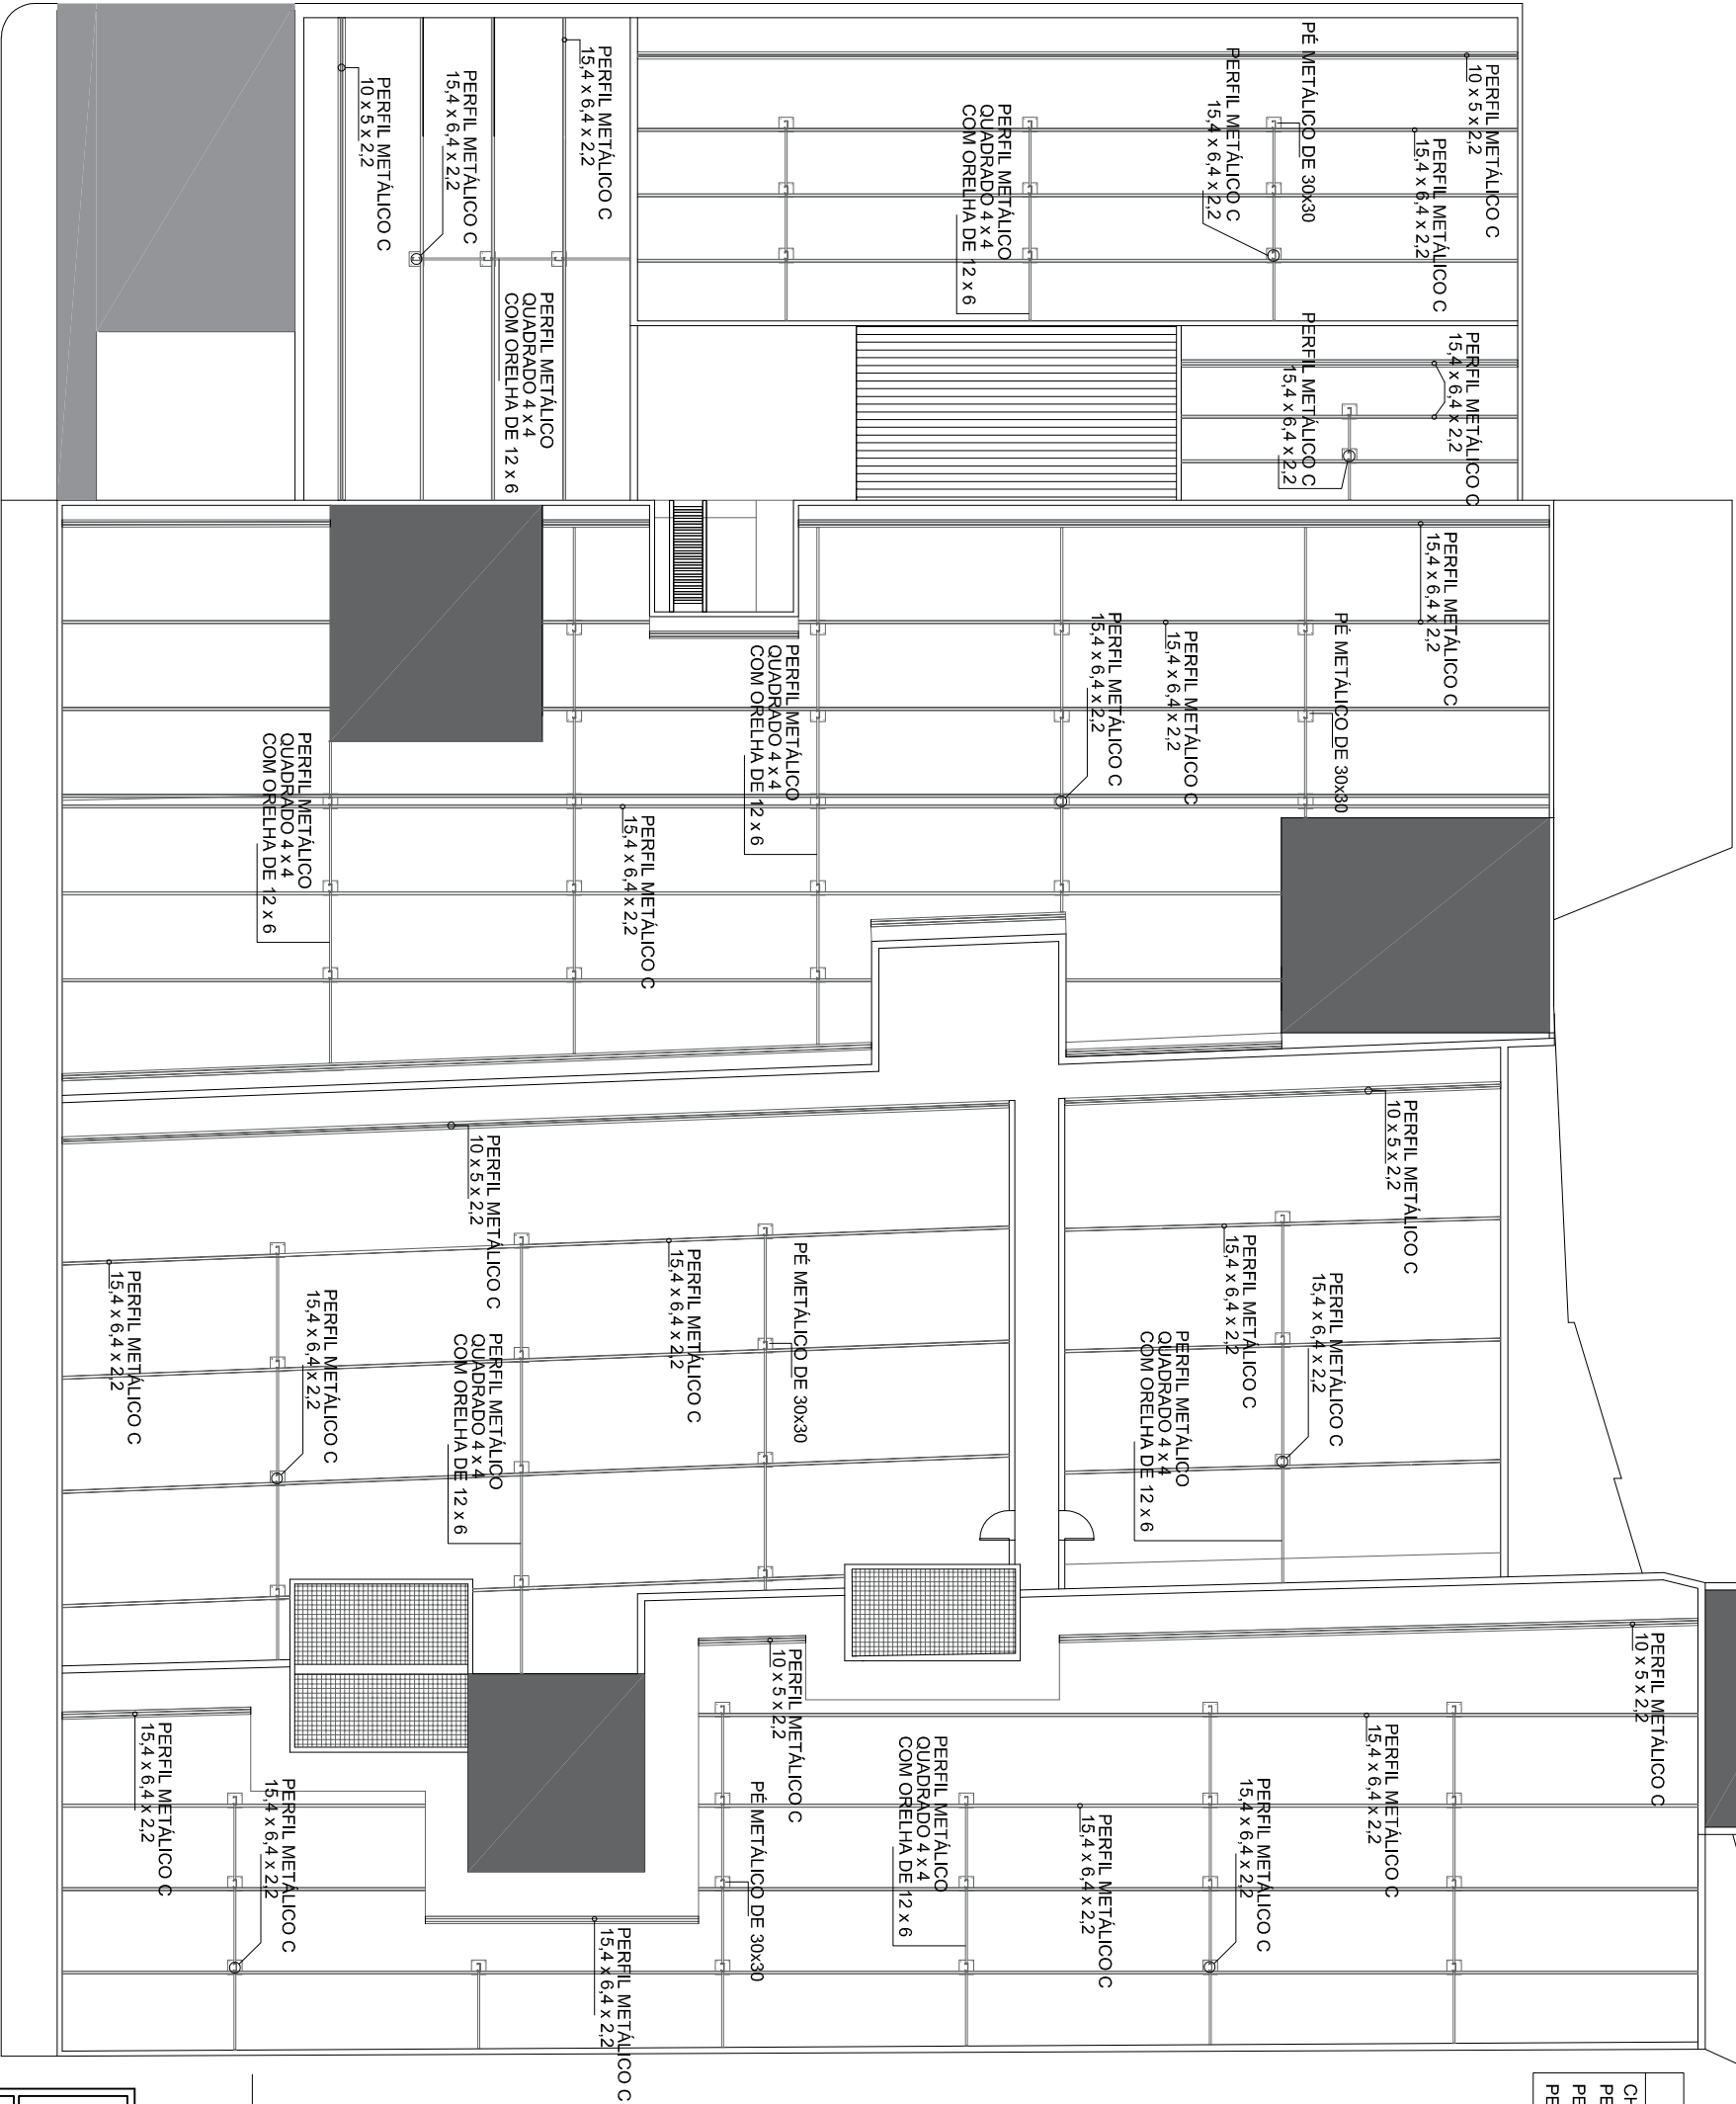 PERFIL METÁLICO C
10 x 5 x 2,2
PERFIL METÁLICO C
15,4 x 6,4 x 2,2
PERFIL METÁLICO C
15,4 x 6,4 x 2,2
PERFIL METÁLICO
QUADRADO 4 x 4
COM ORELHA DE 12 x 6
PERFIL METÁLICO
QUADRADO 4 x 4
COM ORELHA DE 12 x 6
PERFIL METÁLICO C
15,4 x 6,4 x 2,2
PÉ METÁLICO DE 30x30
PERFIL METÁLICO C
15,4 x 6,4 x 2,2
PERFIL METÁLICO C
10 x 5 x 2,2
PERFIL METÁLICO C
15,4 x 6,4 x 2,2
PERFIL METÁLICO C
15,4 x 6,4 x 2,2
PERFIL METÁLICO C
15,4 x 6,4 x 2,2
PÉ METÁLICO DE 30x30
PERFIL METÁLICO C
15,4 x 6,4 x 2,2
PERFIL METÁLICO C
15,4 x 6,4 x 2,2
PERFIL METÁLICO
QUADRADO 4 x 4
COM ORELHA DE 12 x 6
PERFIL METÁLICO C
15,4 x 6,4 x 2,2
PERFIL METÁLICO
QUADRADO 4 x 4
COM ORELHA DE 12 x 6
PERFIL METÁLICO C
10 x 5 x 2,2
PERFIL METÁLICO C
10 x 5 x 2,2
PERFIL METÁLICO C
15,4 x 6,4 x 2,2
PERFIL METÁLICO C
15,4 x 6,4 x 2,2
PERFIL METÁLICO
QUADRADO 4 x 4
COM ORELHA DE 12 x 6
PÉ METÁLICO DE 30x30
PERFIL METÁLICO C
15,4 x 6,4 x 2,2
PERFIL METÁLICO
QUADRADO 4 x 4
COM ORELHA DE 12 x 6
PERFIL METÁLICO C
15,4 x 6,4 x 2,2
PERFIL METÁLICO C
15,4 x 6,4 x 2,2
PERFIL METÁLICO C
10 x 5 x 2,2
PERFIL METÁLICO C
15,4 x 6,4 x 2,2
PERFIL METÁLICO C
15,4 x 6,4 x 2,2
PERFIL METÁLICO C
15,4 x 6,4 x 2,2
PERFIL METÁLICO
QUADRADO 4 x 4
COM ORELHA DE 12 x 6
PERFIL METÁLICO C
10 x 5 x 2,2
PÉ METÁLICO DE 30x30
PERFIL METÁLICO C
15,4 x 6,4 x 2,2
PERFIL METÁLICO C
15,4 x 6,4 x 2,2
PERFIL METÁLICO C
15,4 x 6,4 x 2,2
CH
PE
PE
PE